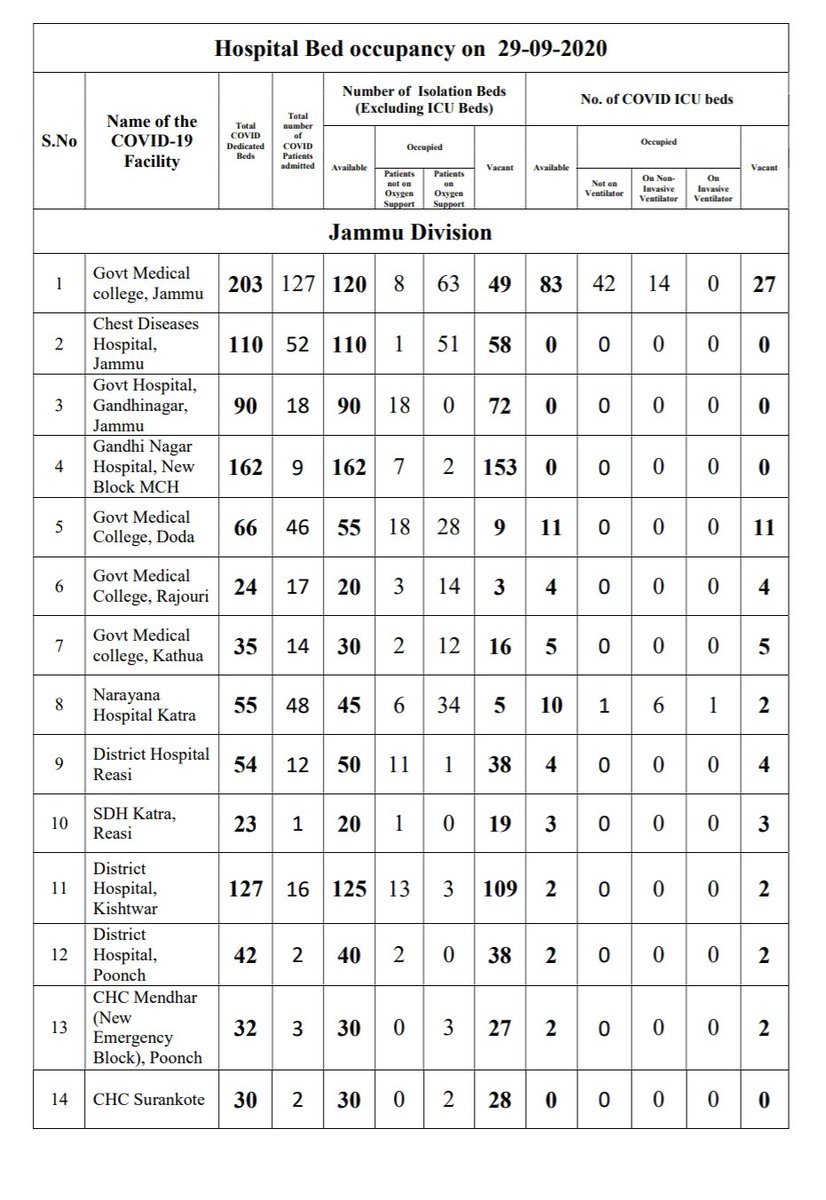 Hospital Bed occupancy on 29-09-2020
S.No
Name of the
COVID-19
Facility
Total
COVID
Dedicated
Beds
Total
number
of
COVID
Patients
admitted
Number of Isolation Beds
(Excluding ICU Beds)
No. of COVID ICU beds
Available
Occupied
Vacant
Available
Occupied
Vacant
Patients
not on
Oxygen
Support
Patients
on
Oxygen
Support
Not on
Ventilator
On Non-
Invasive
Ventilator
On
Invasive
Ventilator
Jammu Division
1 Govt Medical
college, Jammu 203 127 120 8 63 49 83 42 14 0 27
2 Chest Diseases
Hospital,
Jammu 110 52 110 1 51 58 0 0 0 0 0
3 Govt Hospital,
Gandhinagar,
Jammu 90 18 90 18 0 72 0 0 0 0 0
4 Gandhi Nagar
Hospital, New
Block MCH 162 9 162 7 2 153 0 0 0 0 0
5 Govt Medical
College, Doda 66 46 55 18 28 9 11 0 0 0 11
6 Govt Medical
College, Rajouri 24 17 20 3 14 3 4 0 0 0 4
7 Govt Medical
college, Kathua 35 14 30 2 12 16 5 0 0 0 5
8 Narayana
Hospital Katra 55 48 45 6 34 5 10 1 6 1 2
9 District Hospital
Reasi 54 12 50 11 1 38 4 0 0 0 4
10 SDH Katra,
Reasi 23 1 20 1 0 19 3 0 0 0 3
11 District
Hospital,
Kishtwar 127 16 125 13 3 109 2 0 0 0 2
12 District
Hospital,
Poonch 42 2 40 2 0 38 2 0 0 0 2
13 CHC Mendhar
(New
Emergency
Block), Poonch 32 3 30 0 3 27 2 0 0 0 2
14 CHC Surankote 30 2 30 0 2 28 0 0 0 0 0